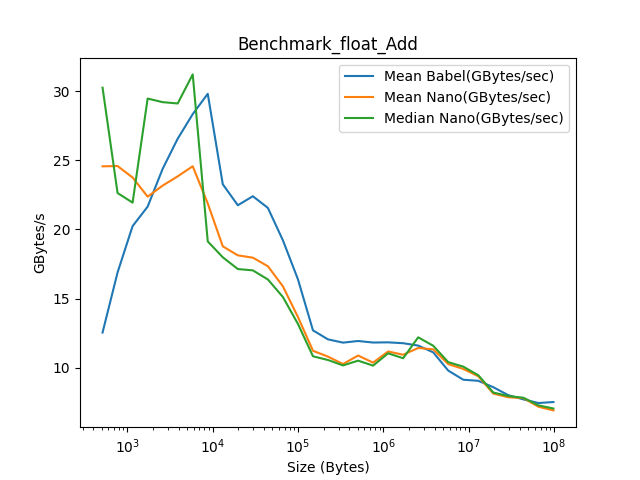 Benchmark_float_Add
Mean Babel(GBytes/sec)
Mean Nano(GBytes/sec)
Median Nano(GBytes/sec)
GBytes/s
30
25
20
15
10
10³ 10⁴ 10⁵ 10⁶ 10⁷ 10⁸
Size (Bytes)